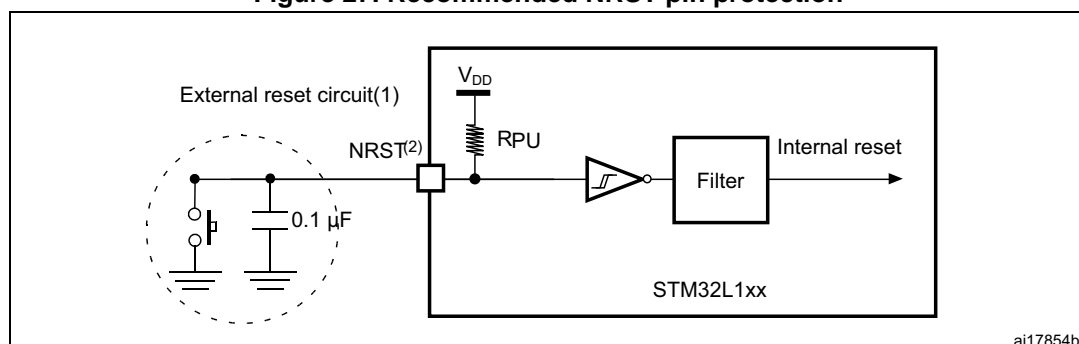 Figure 27. Recommended NRST pin protection
External reset circuit(1)
VDD
NRST(2)
RPU
Internal reset
Filter
0.1 µF
STM32L1xx
ai17854b